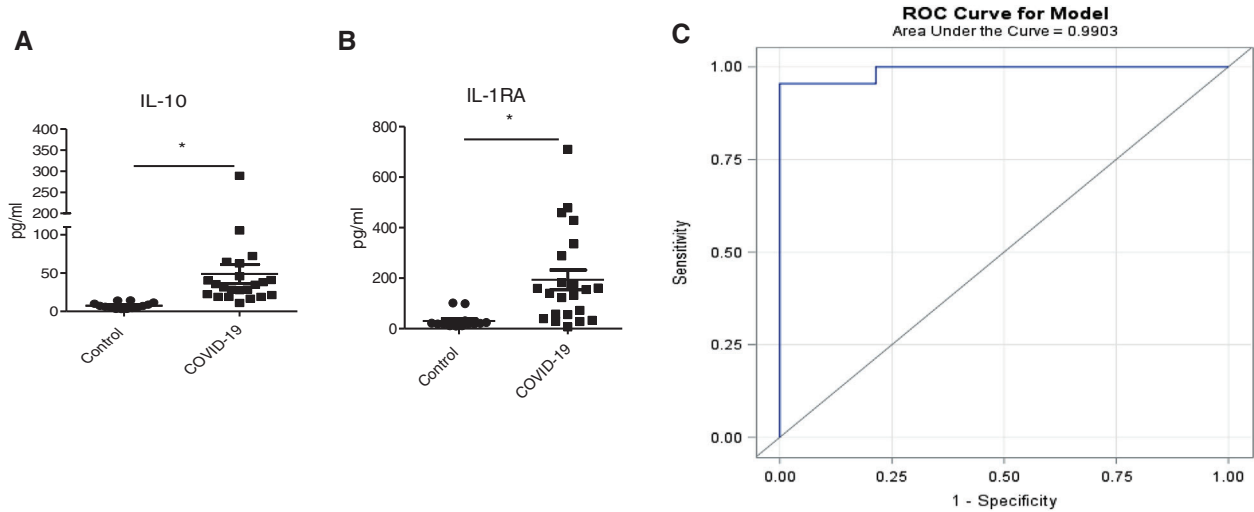 A
IL-10
*
400
350
300
250
200
100
50
0
pg/ml
Control
COVID-19
B
IL-1RA
*
800
600
400
200
0
pg/ml
Control
COVID-19
C
ROC Curve for Model
Area Under the Curve = 0.9903
1.00
0.75
0.50
0.25
0.00
Sensitivity
0.00 0.25 0.50 0.75 1.00
1 - Specificity